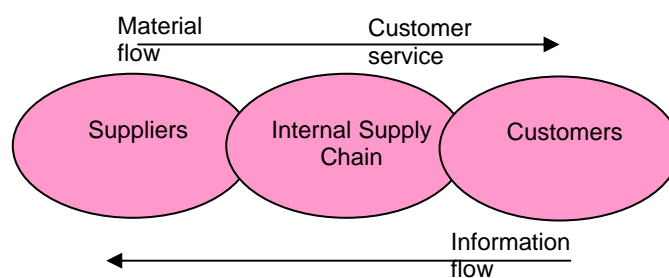 Material
flow
Customer
service
Suppliers
Internal Supply
Chain
Customers
Information
flow